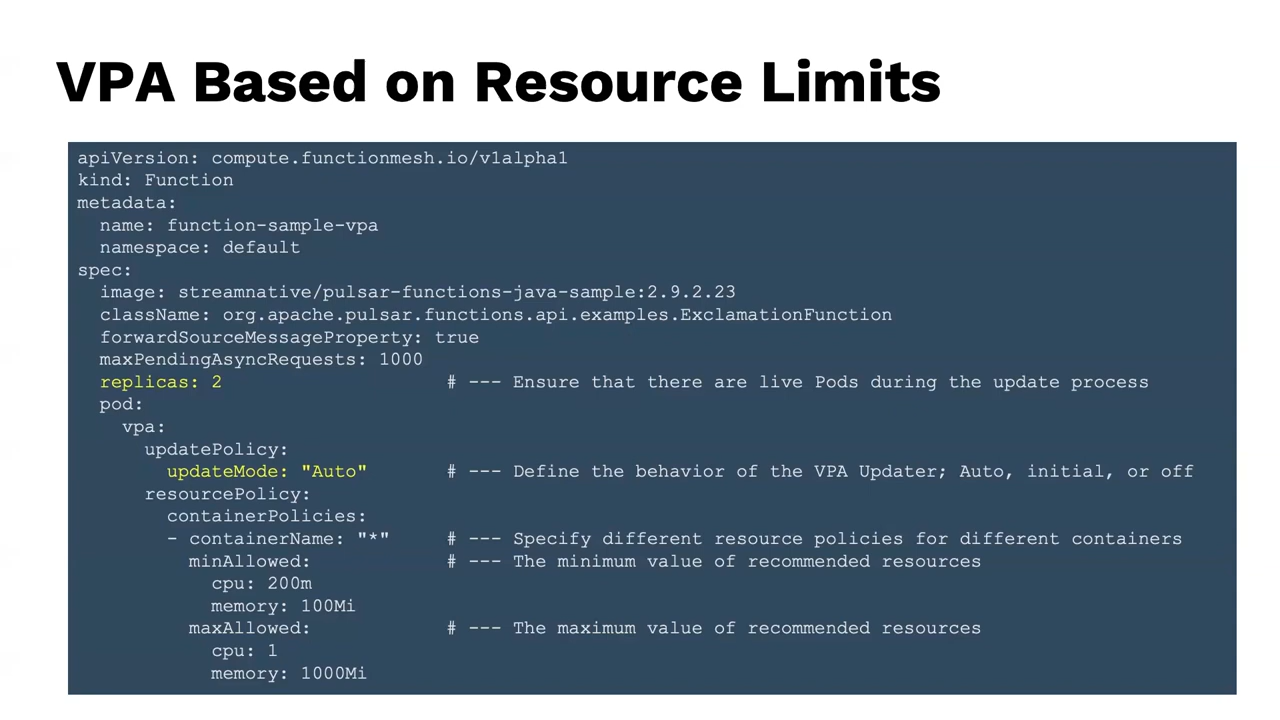 VPA Based on Resource Limits
apiVersion: compute.functionmesh.io/v1alpha1
kind: Function
metadata:
  name: function-sample-vpa
  namespace: default
spec:
  image: streamnative/pulsar-functions-java-sample:2.9.2.23
  className: org.apache.pulsar.functions.api.examples.ExclamationFunction
  forwardSourceMessageProperty: true
  maxPendingAsyncRequests: 1000
  replicas: 2                    # --- Ensure that there are live Pods during the update process
  pod:
    vpa:
      updatePolicy:
        updateMode: "Auto"       # --- Define the behavior of the VPA Updater; Auto, initial, or off
      resourcePolicy:
        containerPolicies:
        - containerName: "*"     # --- Specify different resource policies for different containers
          minAllowed:            # --- The minimum value of recommended resources
            cpu: 200m
            memory: 100Mi
          maxAllowed:            # --- The maximum value of recommended resources
            cpu: 1
            memory: 1000Mi